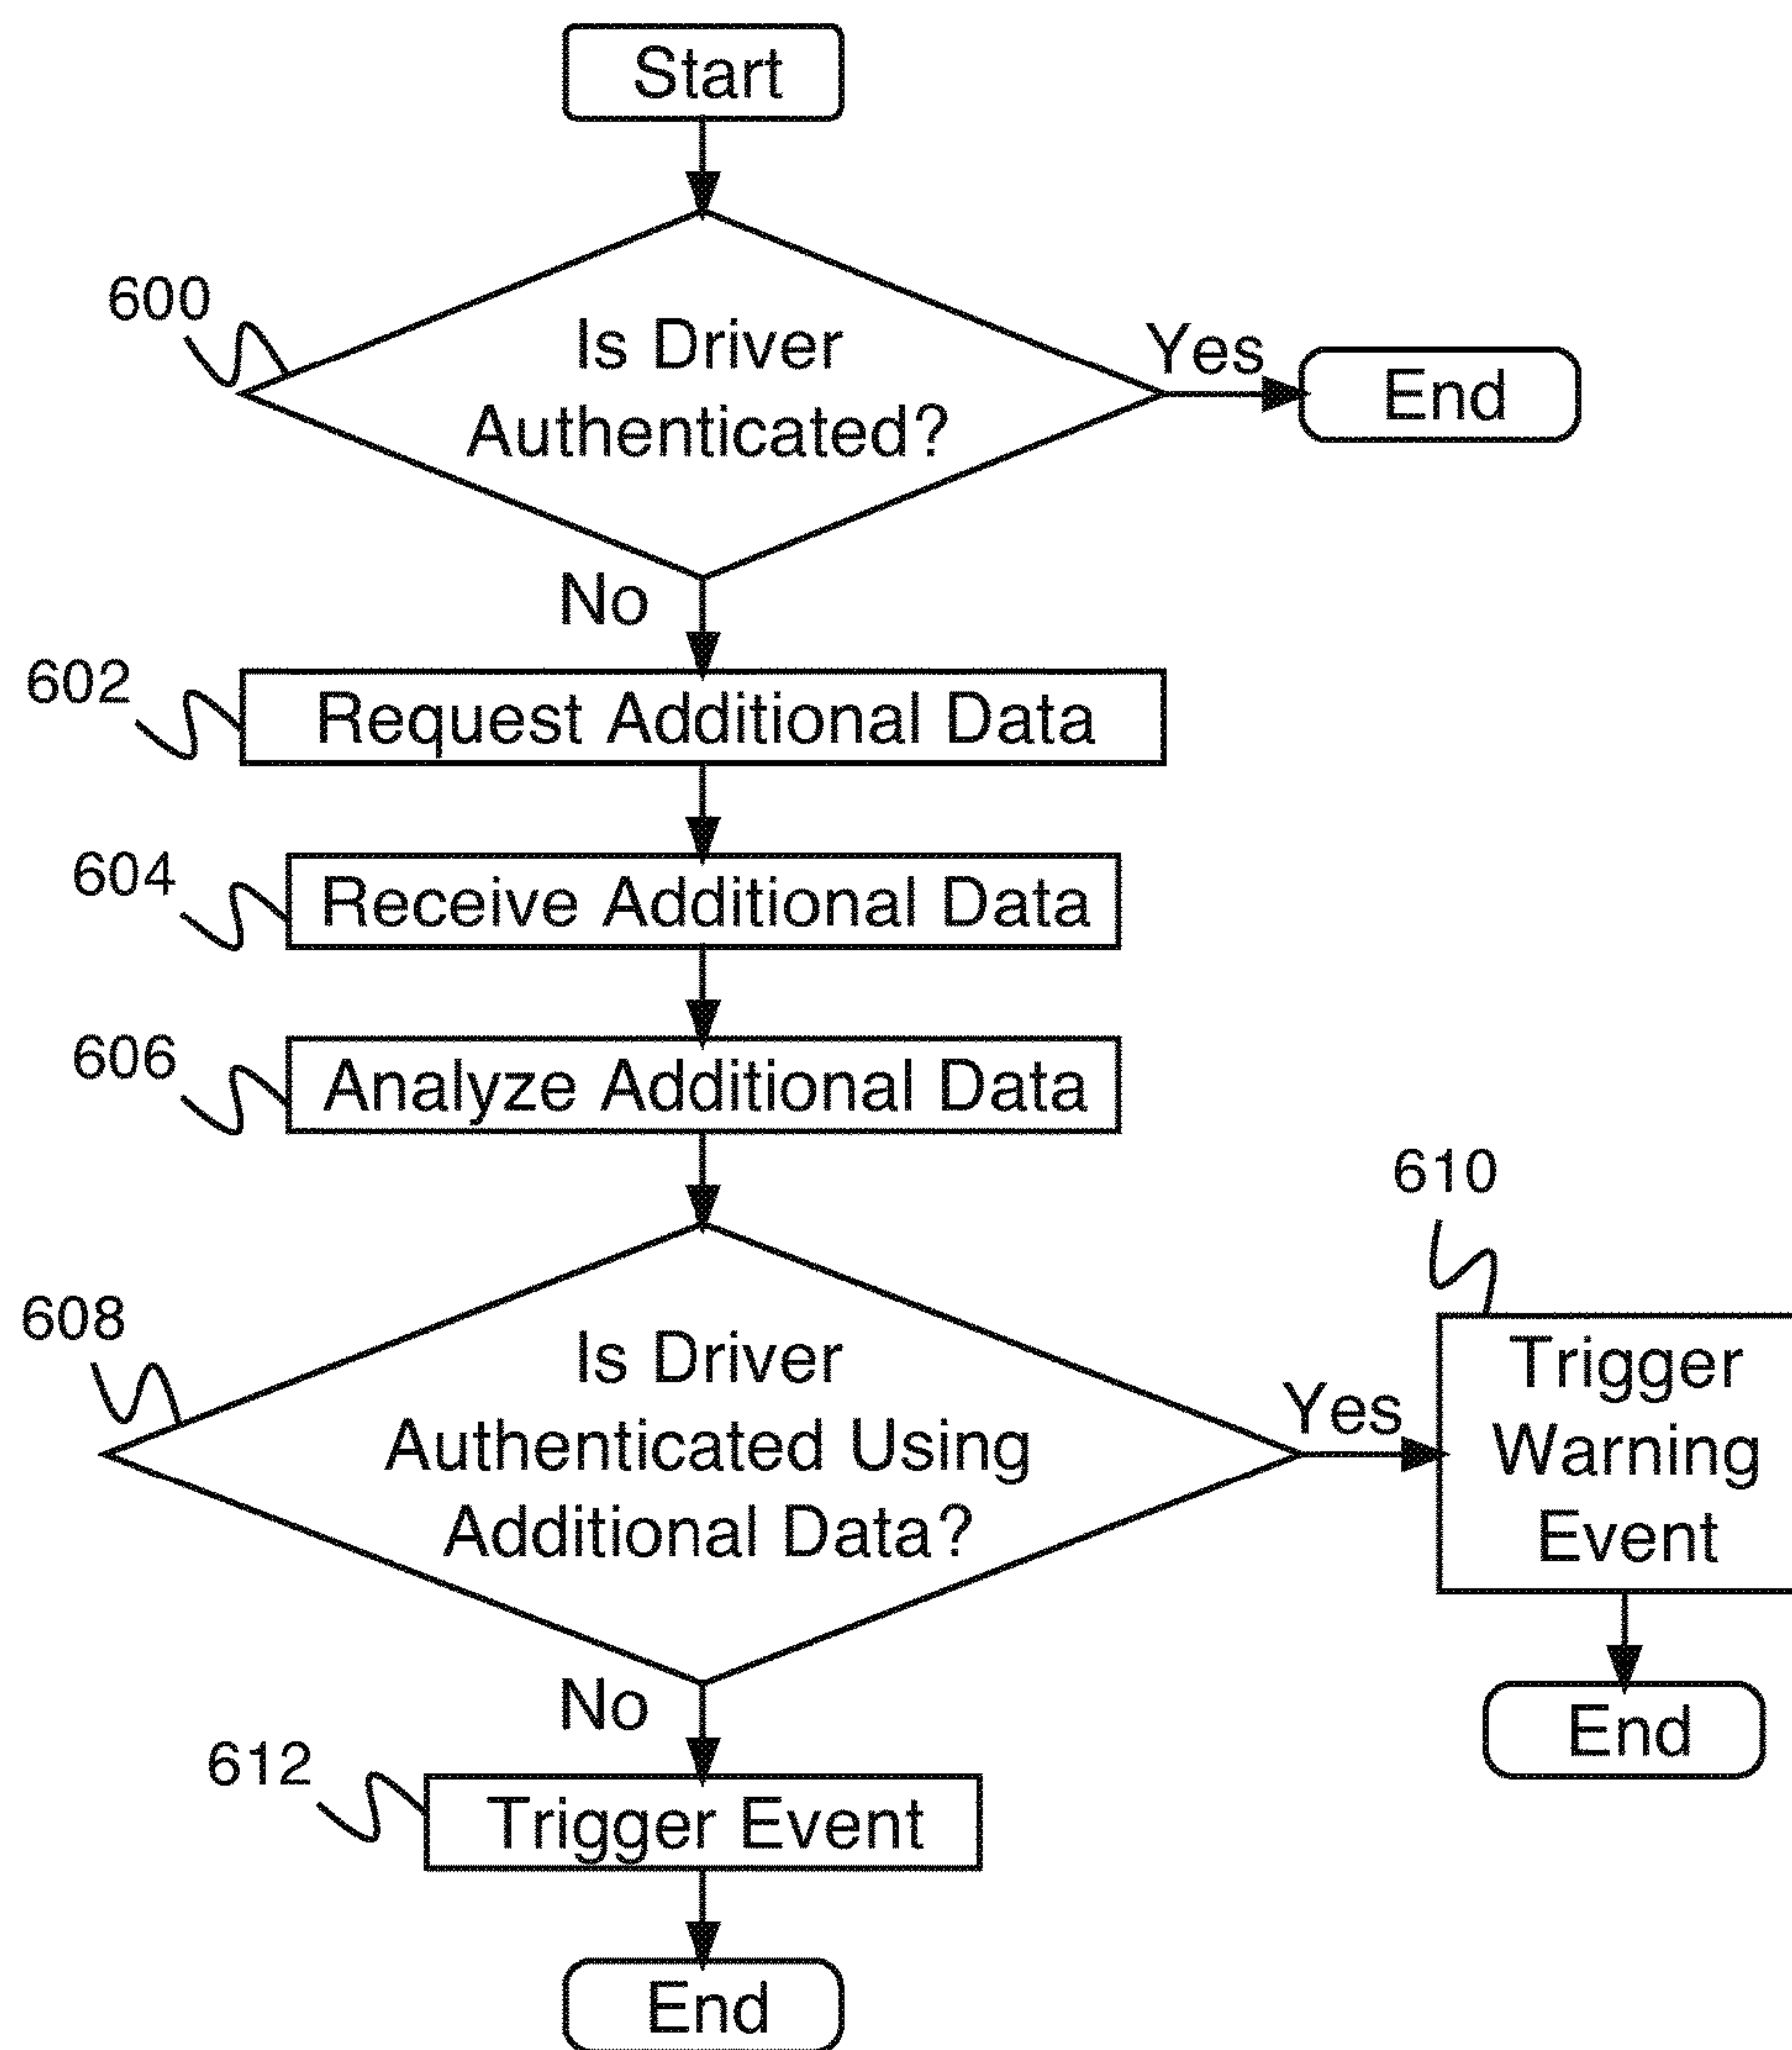 Start
600
Is Driver
Authenticated?
Yes
End
No
602
Request Additional Data
604
Receive Additional Data
606
Analyze Additional Data
608
Is Driver
Authenticated Using
Additional Data?
Yes
610
Trigger
Warning
Event
End
No
612
Trigger Event
End